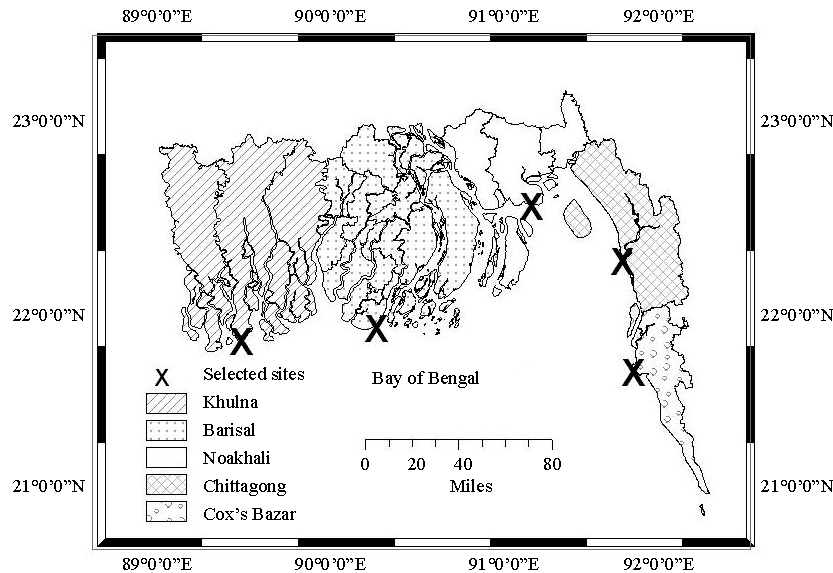 89°0’0”E 90°0’0”E 91°0’0”E 92°0’0”E
23°0’0”N 23°0’0”N
22°0’0”N 22°0’0”N
X Selected sites
Bay of Bengal
Khulna
Barisal
Noakhali
Chittagong
Cox’s Bazar
0 20 40 80
Miles
21°0’0”N 21°0’0”N
89°0’0”E 90°0’0”E 91°0’0”E 92°0’0”E